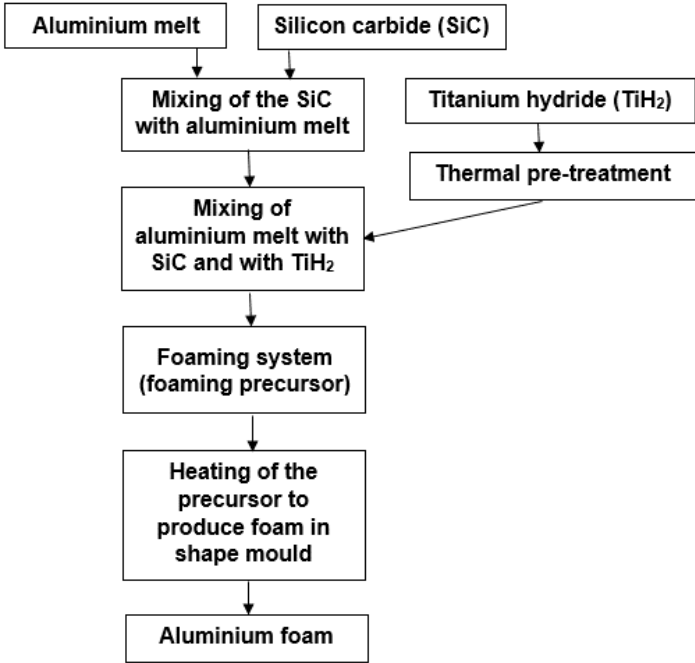 Aluminium melt
Silicon carbide (SiC)
Mixing of the SiC
with aluminium melt
Titanium hydride (TiH₂)
Thermal pre-treatment
Mixing of
aluminium melt with
SiC and with TiH₂
Foaming system
(foaming precursor)
Heating of the
precursor to
produce foam in
shape mould
Aluminium foam